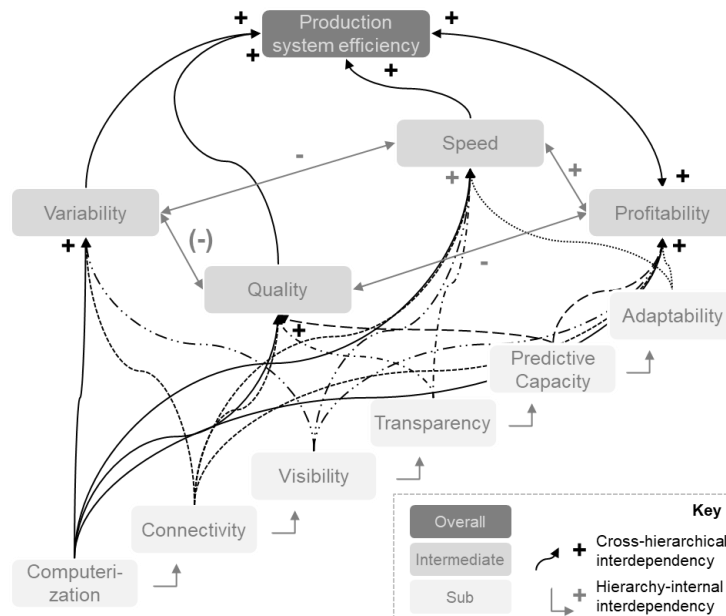 +
+
Production
system efficiency
+
+
+
Speed
-
+
+
+
Variability
Profitability
+
(-)
-
+
Quality
Adaptability
+
Predictive
Capacity
Transparency
Visibility
Connectivity
Computeri-
zation
Key
Overall
Intermediate
Sub
+ Cross-hierarchical
interdependency
+ Hierarchy-internal
interdependency